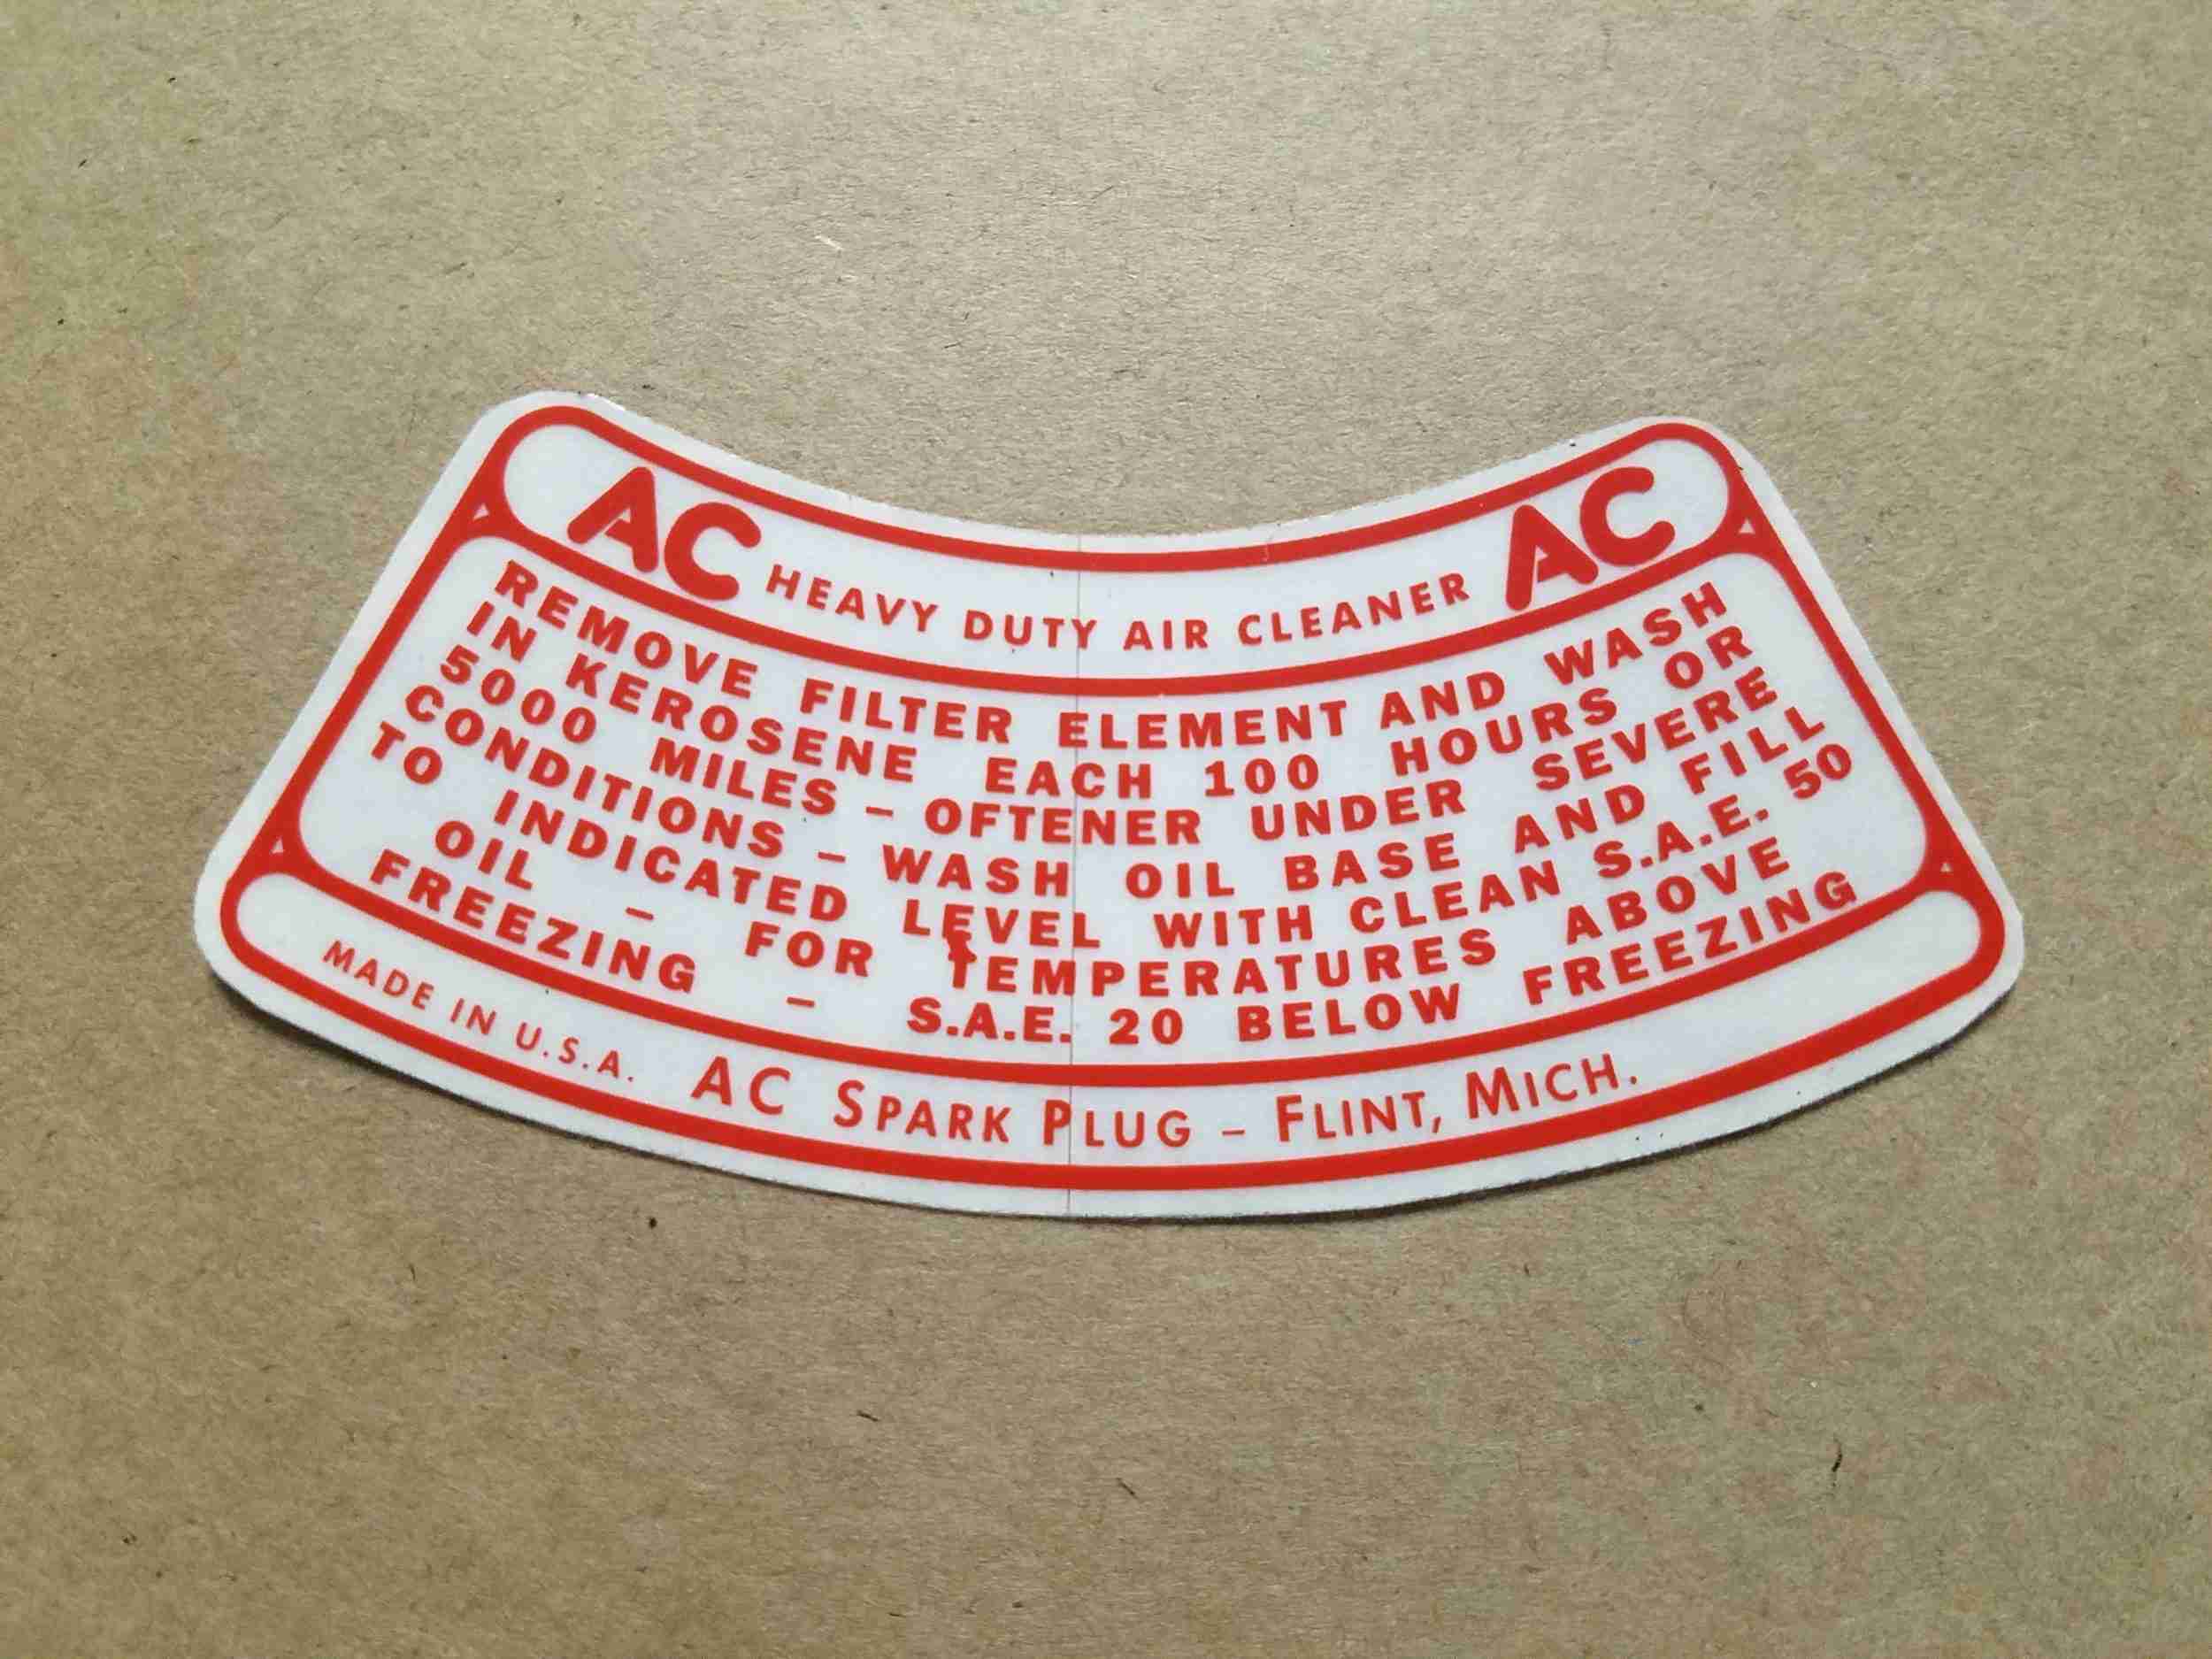 AC HEAVY DUTY AIR CLEANER AC
REMOVE FILTER ELEMENT AND WASH
IN KEROSENE EACH 100 HOURS OR
5000 MILES – OFTENER UNDER SEVERE
CONDITIONS – WASH OIL BASE AND FILL
TO INDICATED LEVEL WITH CLEAN S.A.E. 50
OIL – FOR TEMPERATURES ABOVE
FREEZING – S.A.E. 20 BELOW FREEZING
MADE IN U.S.A. AC SPARK PLUG – FLINT, MICH.